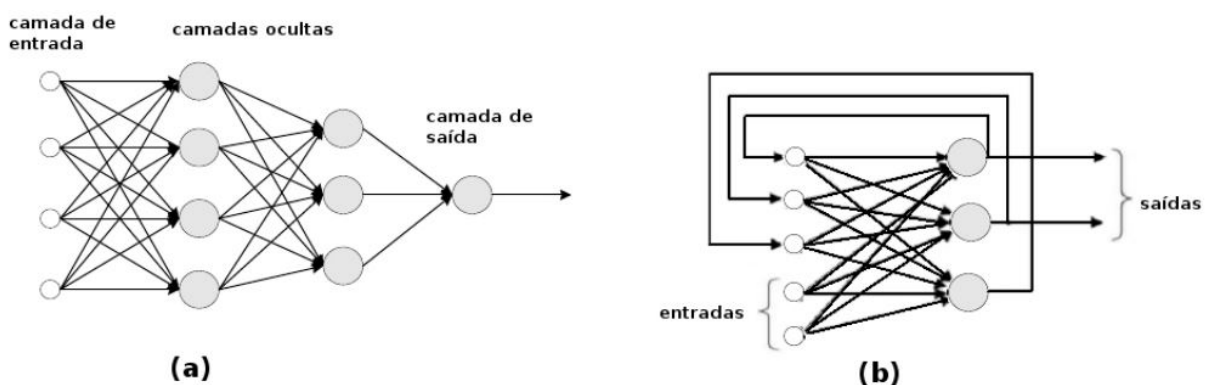 camada de
entrada
camadas ocultas
camada de
saída
(a)
saídas
entradas
(b)